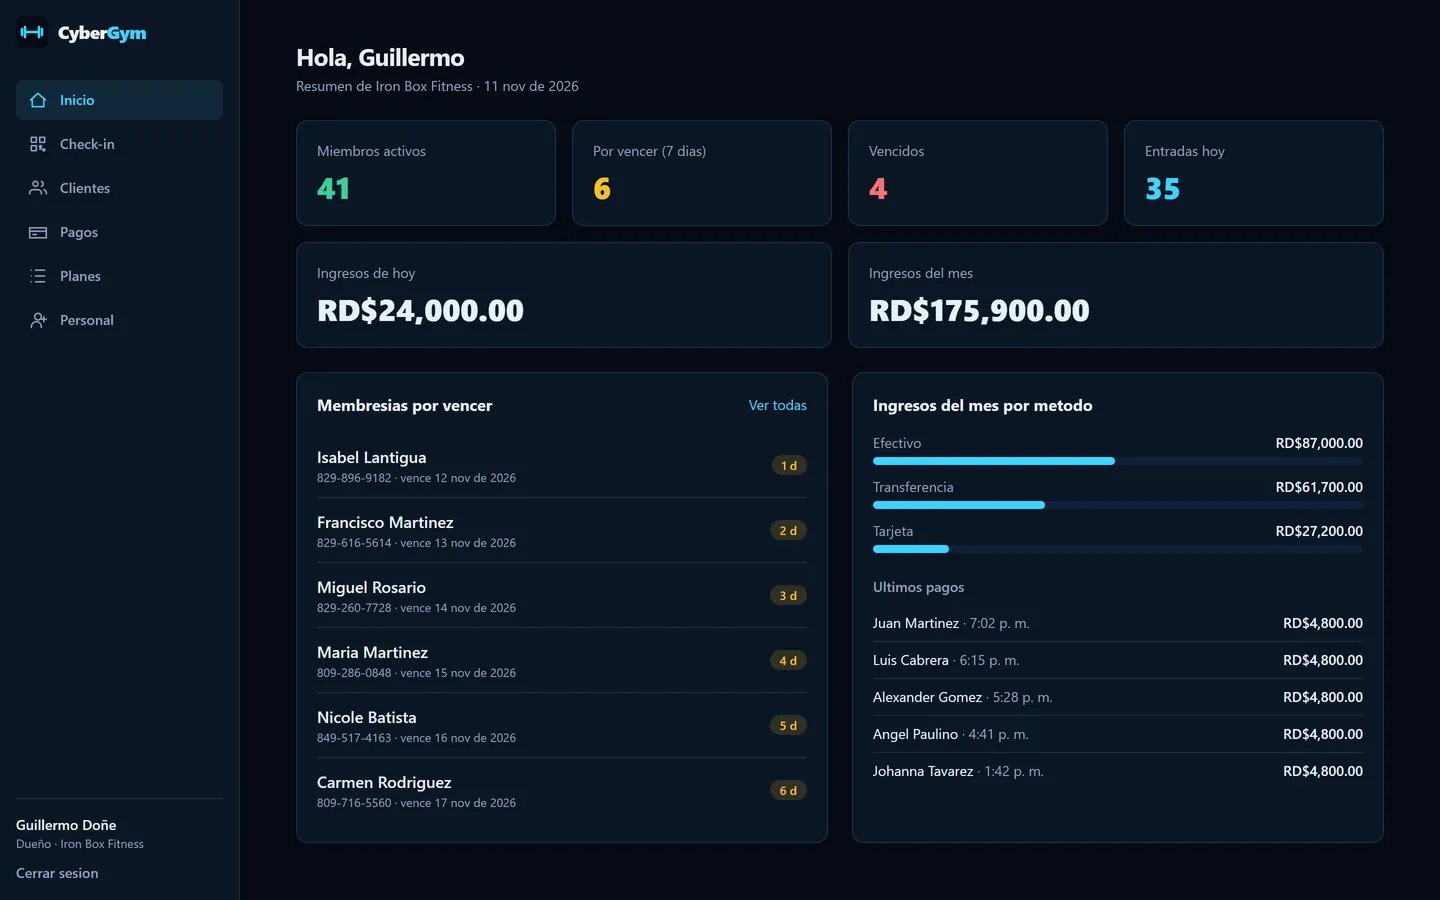 CyberGym
Inicio
Check-in
Clientes
Pagos
Planes
Personal
Guillermo Doñe
Dueño · Iron Box Fitness
Cerrar sesion
Hola, Guillermo
Resumen de Iron Box Fitness · 11 nov de 2026
Miembros activos
41
Por vencer (7 dias)
6
Vencidos
4
Entradas hoy
35
Ingresos de hoy
RD$24,000.00
Ingresos del mes
RD$175,900.00
Membresias por vencer Ver todas
Isabel Lantigua
829-896-9182 · vence 12 nov de 2026
1 d
Francisco Martinez
829-616-5614 · vence 13 nov de 2026
2 d
Miguel Rosario
829-260-7728 · vence 14 nov de 2026
3 d
Maria Martinez
809-286-0848 · vence 15 nov de 2026
4 d
Nicole Batista
849-517-4163 · vence 16 nov de 2026
5 d
Carmen Rodriguez
809-716-5560 · vence 17 nov de 2026
6 d
Ingresos del mes por metodo
Efectivo RD$87,000.00
Transferencia RD$61,700.00
Tarjeta RD$27,200.00
Ultimos pagos
Juan Martinez · 7:02 p. m. RD$4,800.00
Luis Cabrera · 6:15 p. m. RD$4,800.00
Alexander Gomez · 5:28 p. m. RD$4,800.00
Angel Paulino · 4:41 p. m. RD$4,800.00
Johanna Tavarez · 1:42 p. m. RD$4,800.00